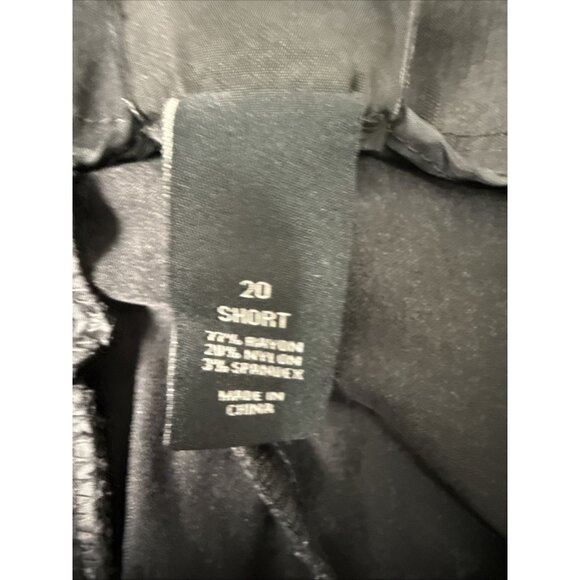 20
SHORT
77% RAYON
20% NYLON
3% SPANDEX
MADE IN
CHINA